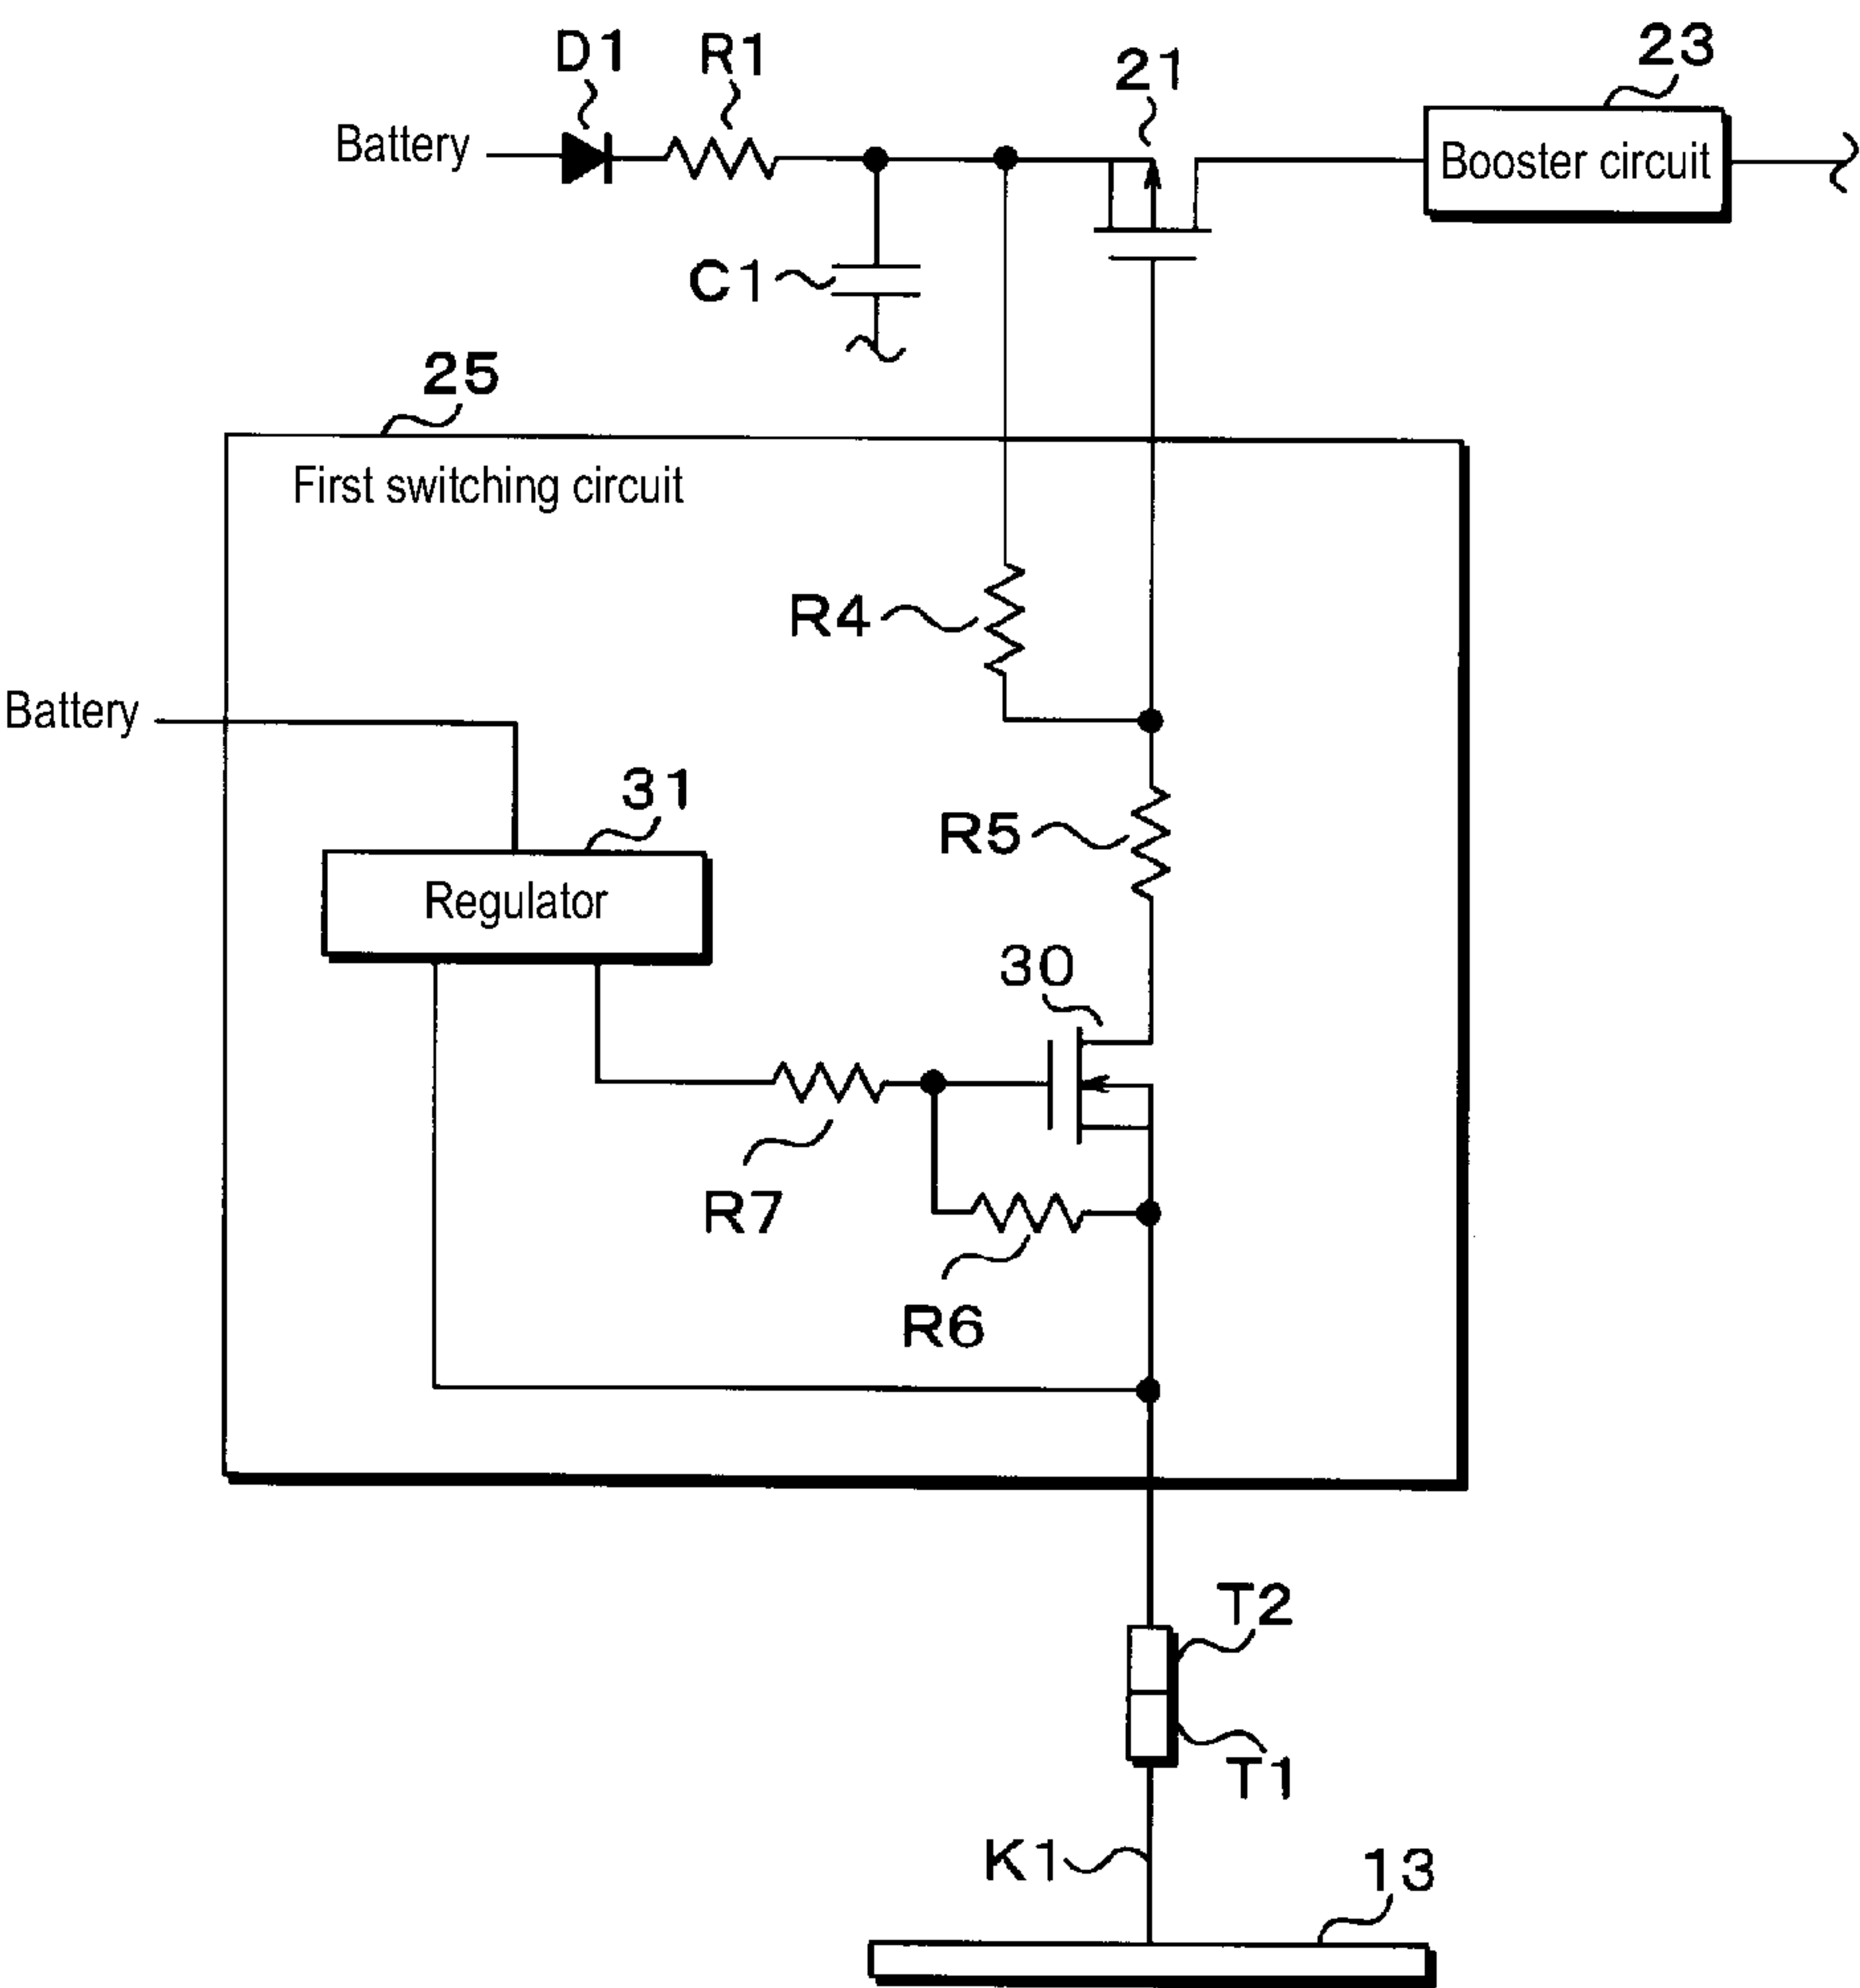 D1
R1
21
23
Battery
Booster circuit
C1
25
First switching circuit
R4
Battery
31
R5
Regulator
30
R7
R6
T2
T1
K1
13